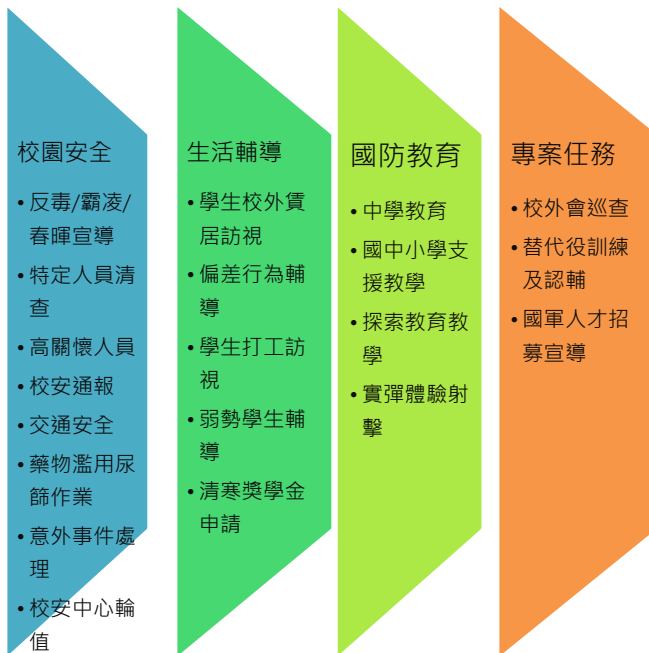 校園安全
• 反毒/霸凌/
春暉宣導
• 特定人員清
查
• 高關懷人員
• 校安通報
• 交通安全
• 藥物濫用尿
篩作業
• 意外事件處
理
• 校安中心輪
值
生活輔導
• 學生校外賃
居訪視
• 偏差行為輔
導
• 學生打工訪
視
• 弱勢學生輔
導
• 清寒獎學金
申請
國防教育
• 中學教育
• 國中小學支
援教學
• 探索教育教
學
• 實彈體驗射
擊
專案任務
• 校外會巡查
• 替代役訓練
及認輔
• 國軍人才招
募宣導